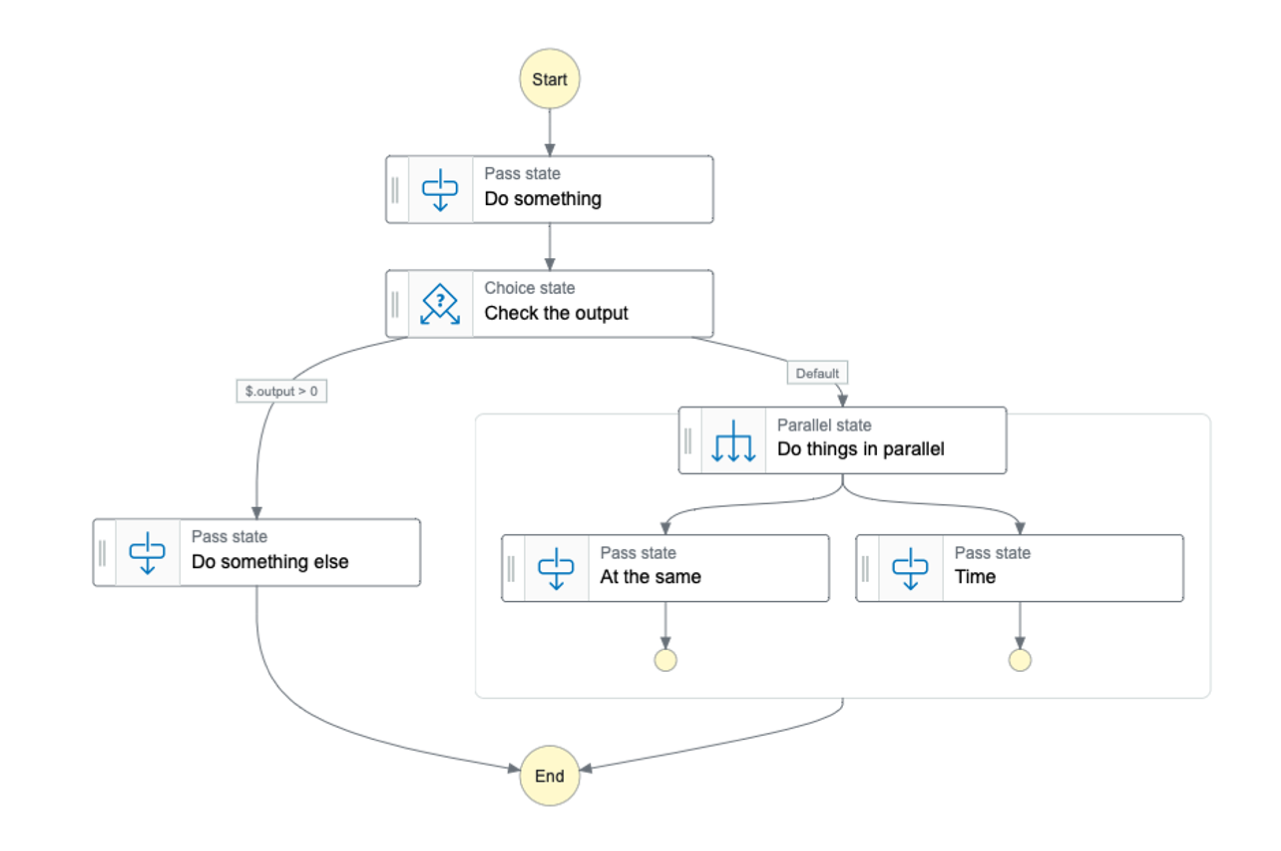 Start
Pass state
Do something
Choice state
Check the output
$.output > 0
Default
Parallel state
Do things in parallel
Pass state
Do something else
Pass state
At the same
Pass state
Time
End